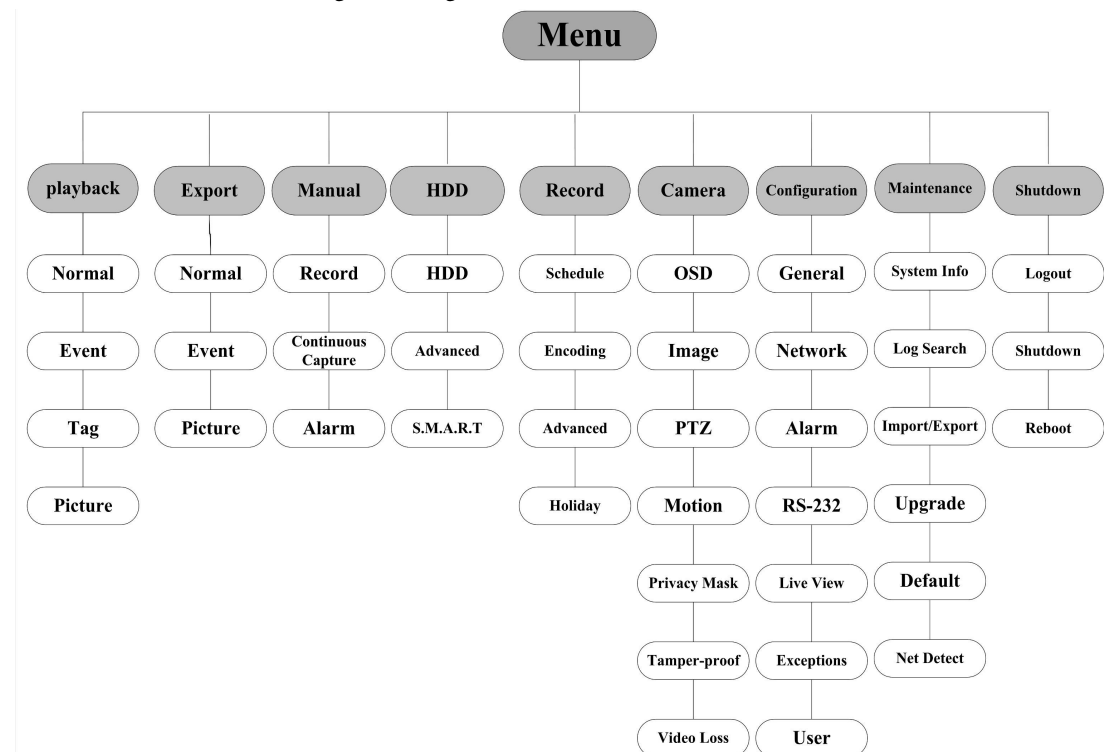 Menu
playback
Export
Manual
HDD
Record
Camera
Configuration
Maintenance
Shutdown
Normal
Normal
Record
HDD
Schedule
OSD
General
System Info
Logout
Event
Event
Continuous
Capture
Advanced
Encoding
Image
Network
Log Search
Shutdown
Tag
Picture
Alarm
S.M.A.R.T
Advanced
PTZ
Alarm
Import/Export
Reboot
Picture
Holiday
Motion
RS-232
Upgrade
Privacy Mask
Live View
Default
Tamper-proof
Exceptions
Net Detect
Video Loss
User